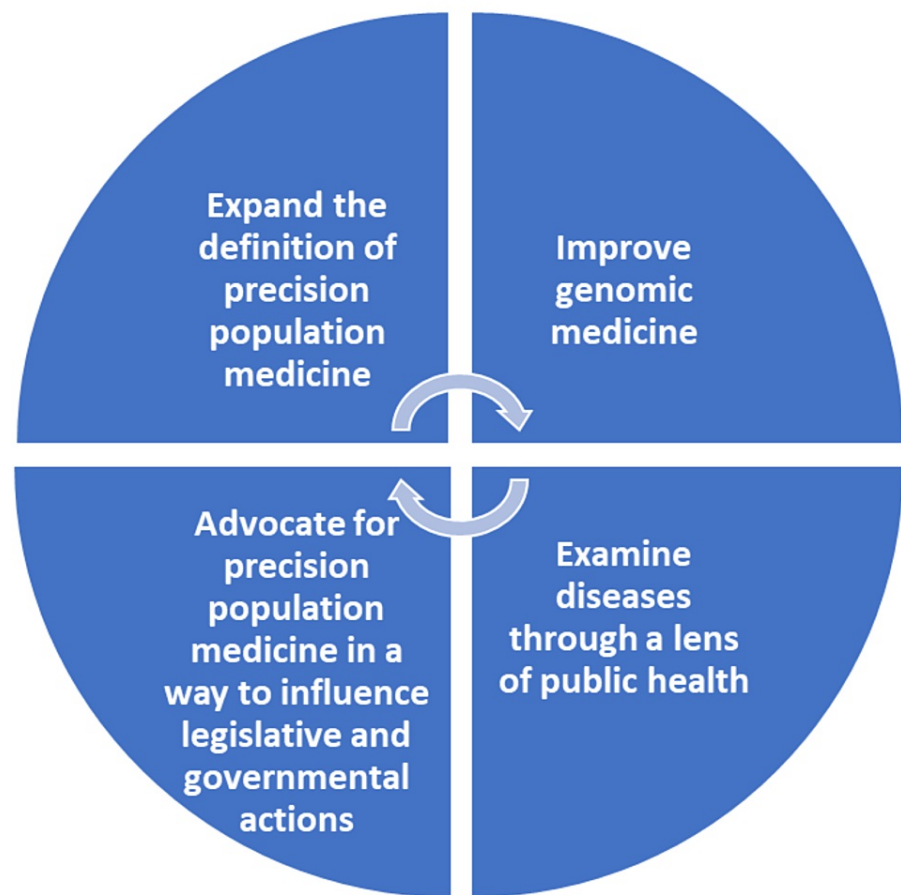 Expand the
definition of
precision
population
medicine
Improve
genomic
medicine
Advocate for
precision
population
medicine in a
way to influence
legislative and
governmental
actions
Examine
diseases
through a lens
of public health